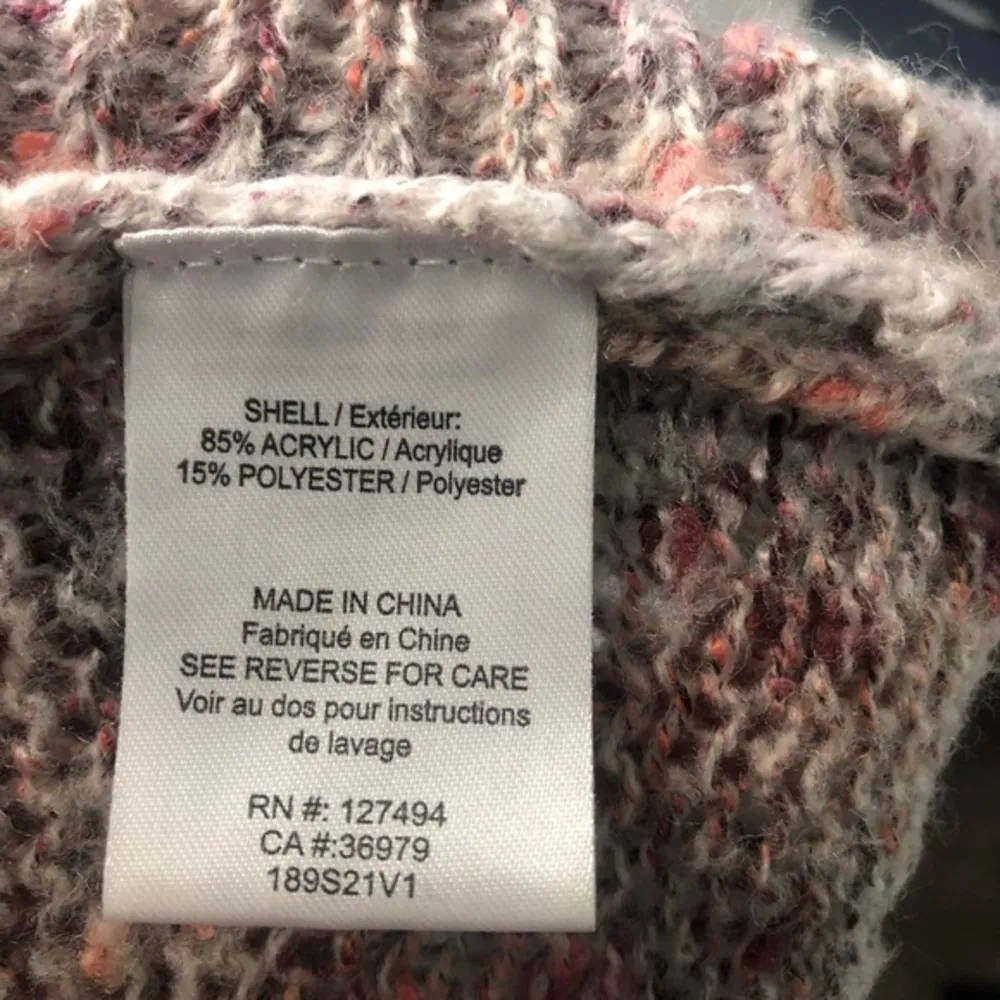 SHELL / Extérieur:
85% ACRYLIC / Acrylique
15% POLYESTER / Polyester
MADE IN CHINA
Fabriqué en Chine
SEE REVERSE FOR CARE
Voir au dos pour instructions
de lavage
RN #: 127494
CA #:36979
189S21V1